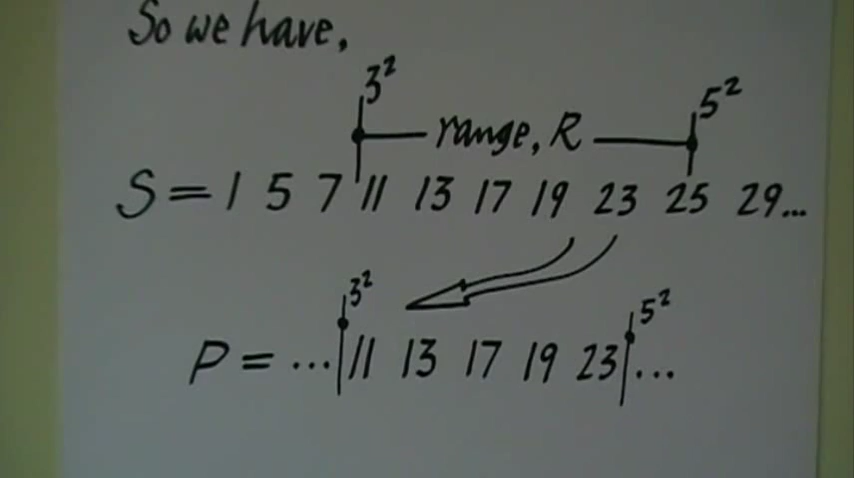 So we have,
3² 5²
range, R
S = 1 5 7 11 13 17 19 23 25 29...
3² 5²
P = ... 11 13 17 19 23 ...